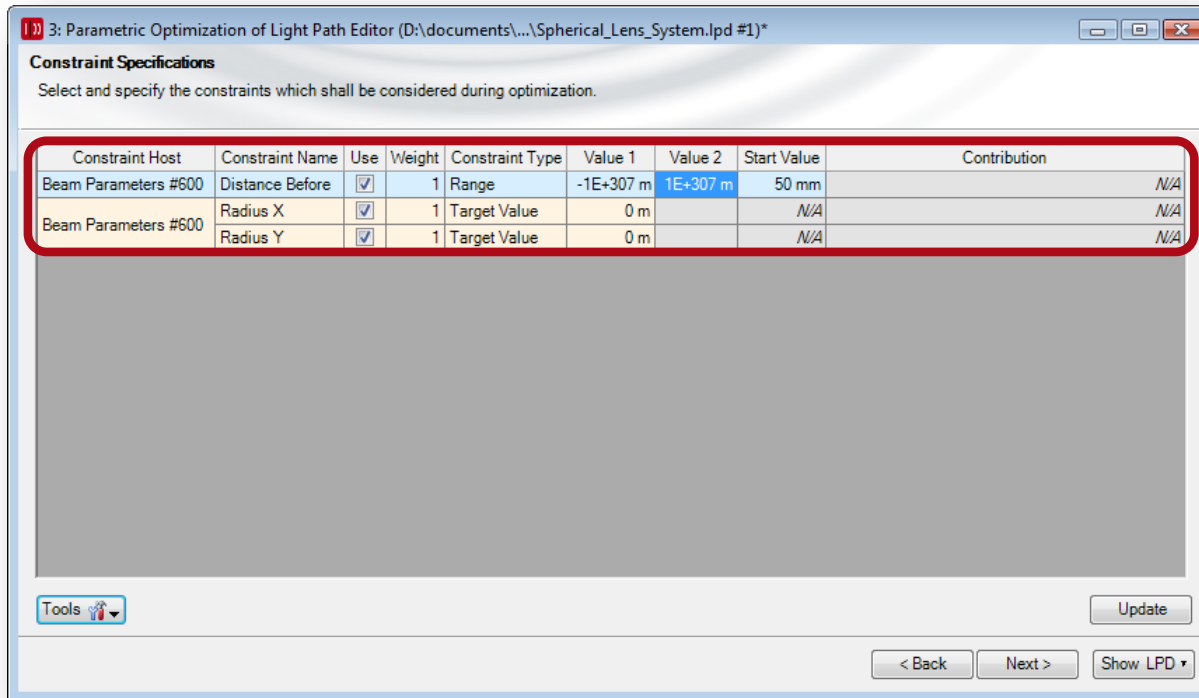 3: Parametric Optimization of Light Path Editor (D:\documents\...\Spherical_Lens_System.lpd #1)*
Constraint Specifications
Select and specify the constraints which shall be considered during optimization.
Constraint Host Constraint Name Use Weight Constraint Type Value 1 Value 2 Start Value Contribution
Beam Parameters #600 Distance Before 1 Range -1E+307 m 1E+307 m 50 mm N/A
Beam Parameters #600 Radius X 1 Target Value 0 m N/A N/A
Radius Y 1 Target Value 0 m N/A N/A
Tools Update
< Back Next > Show LPD